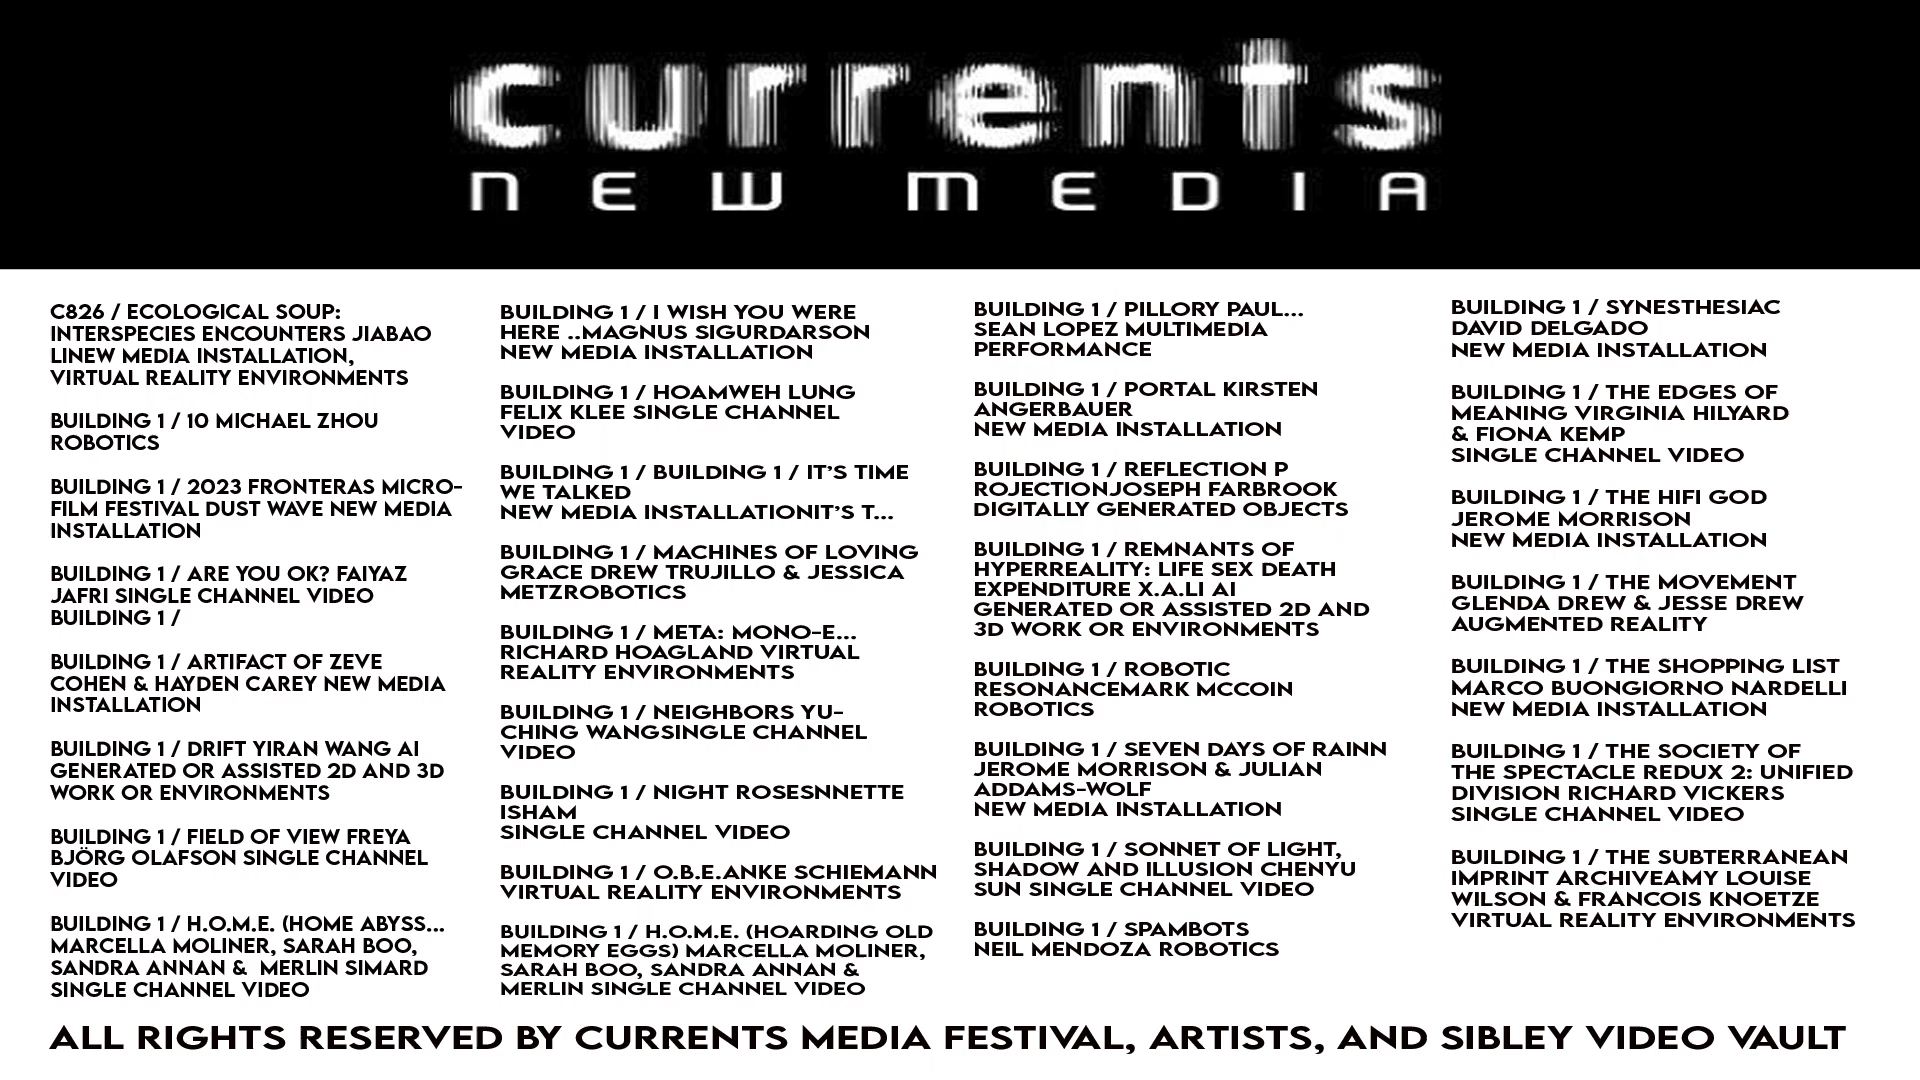 currents
NEW MEDIA
C826 / ECOLOGICAL SOUP:
INTERSPECIES ENCOUNTERS JIABAO
LINEW MEDIA INSTALLATION,
VIRTUAL REALITY ENVIRONMENTS
BUILDING 1 / 10 MICHAEL ZHOU
ROBOTICS
BUILDING 1 / 2023 FRONTERAS MICRO-
FILM FESTIVAL DUST WAVE NEW MEDIA
INSTALLATION
BUILDING 1 / ARE YOU OK? FAIYAZ
JAFRI SINGLE CHANNEL VIDEO
BUILDING 1 /
BUILDING 1 / ARTIFACT OF ZEVE
COHEN & HAYDEN CAREY NEW MEDIA
INSTALLATION
BUILDING 1 / DRIFT YIRAN WANG AI
GENERATED OR ASSISTED 2D AND 3D
WORK OR ENVIRONMENTS
BUILDING 1 / FIELD OF VIEW FREYA
BJÖRG OLAFSON SINGLE CHANNEL
VIDEO
BUILDING 1 / H.O.M.E. (HOME ABYSS...
MARCELLA MOLINER, SARAH BOO,
SANDRA ANNAN &  MERLIN SIMARD
SINGLE CHANNEL VIDEO
BUILDING 1 / I WISH YOU WERE
HERE ..MAGNUS SIGURDARSON
NEW MEDIA INSTALLATION
BUILDING 1 / HOAMWEH LUNG
FELIX KLEE SINGLE CHANNEL
VIDEO
BUILDING 1 / BUILDING 1 / IT'S TIME
WE TALKED
NEW MEDIA INSTALLATIONIT'S T...
BUILDING 1 / MACHINES OF LOVING
GRACE DREW TRUJILLO & JESSICA
METZROBOTICS
BUILDING 1 / META: MONO-E...
RICHARD HOAGLAND VIRTUAL
REALITY ENVIRONMENTS
BUILDING 1 / NEIGHBORS YU-
CHING WANGSINGLE CHANNEL
VIDEO
BUILDING 1 / NIGHT ROSESNNETTE
ISHAM
SINGLE CHANNEL VIDEO
BUILDING 1 / O.B.E.ANKE SCHIEMANN
VIRTUAL REALITY ENVIRONMENTS
BUILDING 1 / H.O.M.E. (HOARDING OLD
MEMORY EGGS) MARCELLA MOLINER,
SARAH BOO, SANDRA ANNAN &
MERLIN SINGLE CHANNEL VIDEO
BUILDING 1 / PILLORY PAUL...
SEAN LOPEZ MULTIMEDIA
PERFORMANCE
BUILDING 1 / PORTAL KIRSTEN
ANGERBAUER
NEW MEDIA INSTALLATION
BUILDING 1 / REFLECTION P
ROJECTIONJOSEPH FARBROOK
DIGITALLY GENERATED OBJECTS
BUILDING 1 / REMNANTS OF
HYPERREALITY: LIFE SEX DEATH
EXPENDITURE X.A.LI AI
GENERATED OR ASSISTED 2D AND
3D WORK OR ENVIRONMENTS
BUILDING 1 / ROBOTIC
RESONANCEMARK MCCOIN
ROBOTICS
BUILDING 1 / SEVEN DAYS OF RAINN
JEROME MORRISON & JULIAN
ADDAMS-WOLF
NEW MEDIA INSTALLATION
BUILDING 1 / SONNET OF LIGHT,
SHADOW AND ILLUSION CHENYU
SUN SINGLE CHANNEL VIDEO
BUILDING 1 / SPAMBOTS
NEIL MENDOZA ROBOTICS
BUILDING 1 / SYNESTHESIAC
DAVID DELGADO
NEW MEDIA INSTALLATION
BUILDING 1 / THE EDGES OF
MEANING VIRGINIA HILYARD
& FIONA KEMP
SINGLE CHANNEL VIDEO
BUILDING 1 / THE HIFI GOD
JEROME MORRISON
NEW MEDIA INSTALLATION
BUILDING 1 / THE MOVEMENT
GLENDA DREW & JESSE DREW
AUGMENTED REALITY
BUILDING 1 / THE SHOPPING LIST
MARCO BUONGIORNO NARDELLI
NEW MEDIA INSTALLATION
BUILDING 1 / THE SOCIETY OF
THE SPECTACLE REDUX 2: UNIFIED
DIVISION RICHARD VICKERS
SINGLE CHANNEL VIDEO
BUILDING 1 / THE SUBTERRANEAN
IMPRINT ARCHIVEAMY LOUISE
WILSON & FRANCOIS KNOETZE
VIRTUAL REALITY ENVIRONMENTS
ALL RIGHTS RESERVED BY CURRENTS MEDIA FESTIVAL, ARTISTS, AND SIBLEY VIDEO VAULT